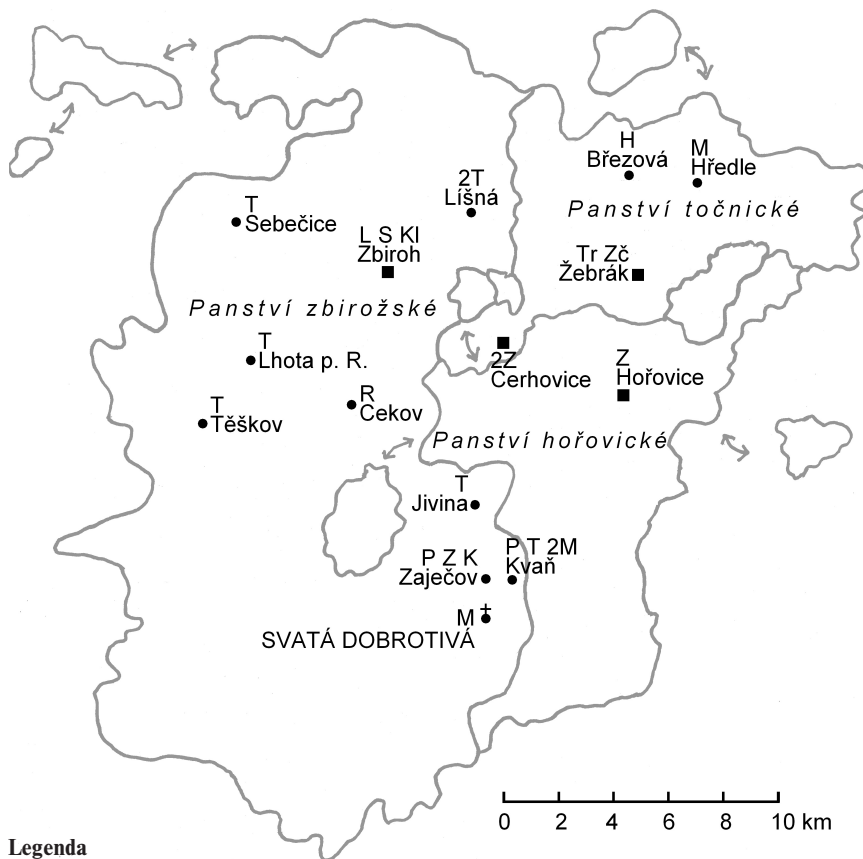 H
Březová
M
Hředle
2T
Líšná
Panství točnické
T
Sebečice
L S Kl
Zbiroh
Tr Zč
Žebrák
Panství zbirožské
T
Lhota p. R.
2Z
Cerhovice
Z
Hořovice
R
Cekov
T
Těškov
Panství hořovické
T
Jivina
P Z K
Zaječov
P T 2M
Kvaň
M
SVATÁ DOBROTIVÁ
0 2 4 6 8 10 km
Legenda